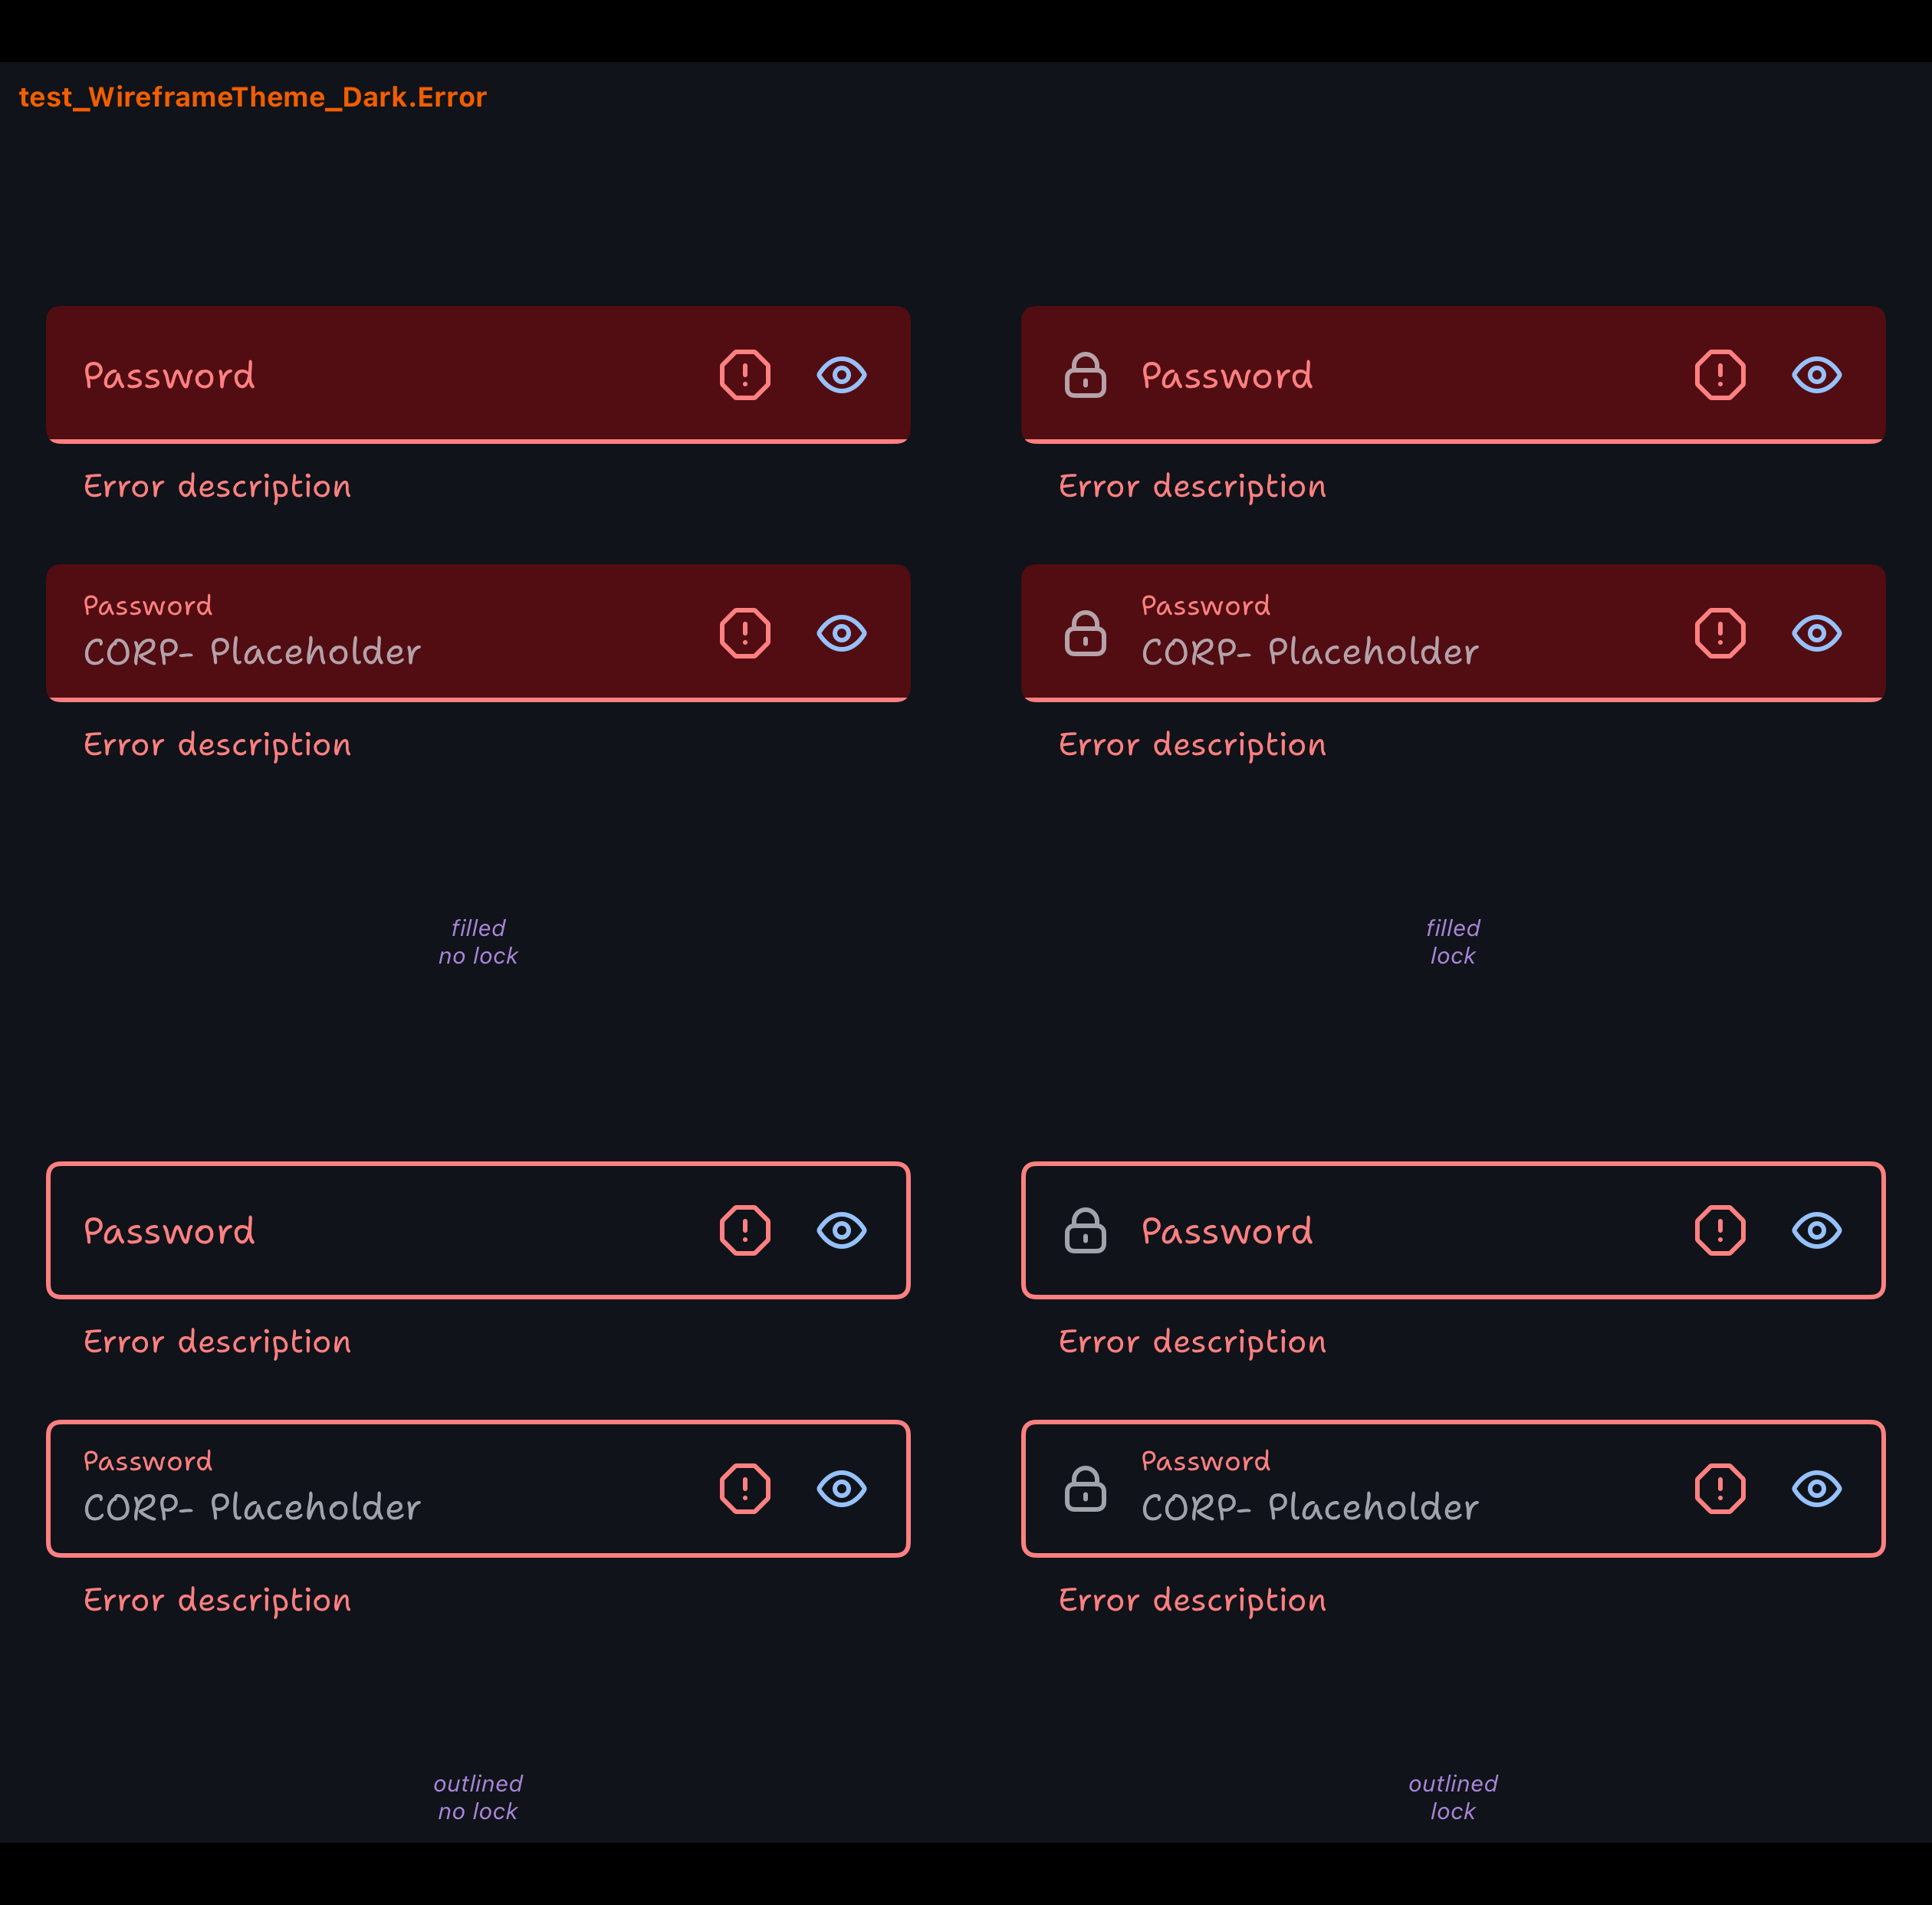 test_WireframeTheme_Dark.Error
Password
Error description
Password
CORP- Placeholder
Error description
filled
no lock
Password
Error description
Password
CORP- Placeholder
Error description
filled
lock
Password
Error description
Password
CORP- Placeholder
Error description
outlined
no lock
Password
Error description
Password
CORP- Placeholder
Error description
outlined
lock